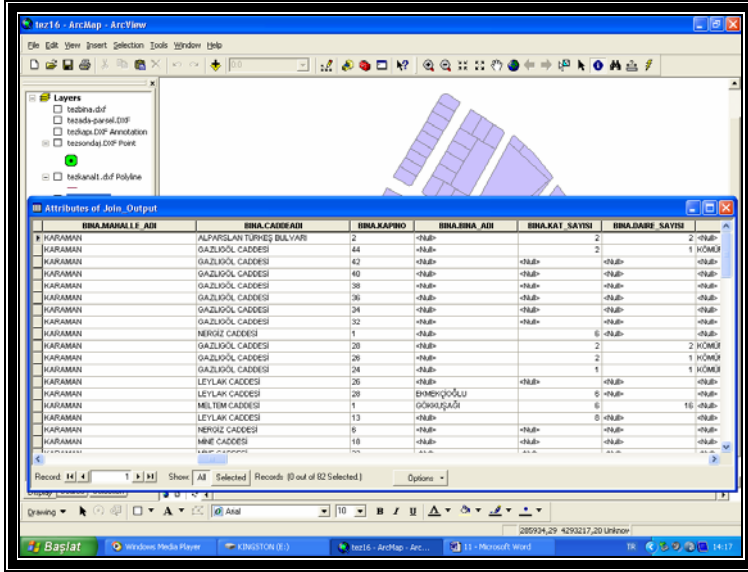 tez16 - ArcMap - ArcView
File Edit View Insert Selection Tools Window Help
Layers
tezbina.dxf
tezada-parsel.DXF
tezkapı.DXF Annotation
tezsondaj.DXF Point
tezkanal1.dxf Polyline
Attributes of Join_Output
BINA.MAHALLE_ADI BINA.CADDEADI BINA.KAPINO BINA.BINA_ADI BINA.KAT_SAYISI BINA.DAIRE_SAYISI
KARAMAN ALPARSLAN TÜRKEŞ BULVARI 2 <Null> 2 2 <Null>
KARAMAN GAZLIGÖL CADDESİ 44 <Null> 2 1 KÖMÜR
KARAMAN GAZLIGÖL CADDESİ 42 <Null> <Null> <Null> <Null>
KARAMAN GAZLIGÖL CADDESİ 40 <Null> <Null> <Null> <Null>
KARAMAN GAZLIGÖL CADDESİ 38 <Null> <Null> <Null> <Null>
KARAMAN GAZLIGÖL CADDESİ 36 <Null> <Null> <Null> <Null>
KARAMAN GAZLIGÖL CADDESİ 34 <Null> <Null> <Null> <Null>
KARAMAN GAZLIGÖL CADDESİ 32 <Null> <Null> <Null> <Null>
KARAMAN NERGİZ CADDESİ 1 <Null> 6 <Null> <Null>
KARAMAN GAZLIGÖL CADDESİ 28 <Null> 2 2 KÖMÜR
KARAMAN GAZLIGÖL CADDESİ 26 <Null> 2 1 KÖMÜR
KARAMAN GAZLIGÖL CADDESİ 24 <Null> 1 1 KÖMÜR
KARAMAN LEYLAK CADDESİ 26 <Null> <Null> <Null> <Null>
KARAMAN LEYLAK CADDESİ 28 EKMEKÇİOĞLU 6 <Null> <Null>
KARAMAN MELTEM CADDESİ 1 GÖKKUŞAĞI 6 16 <Null>
KARAMAN LEYLAK CADDESİ 13 <Null> 8 <Null> <Null>
KARAMAN NERGİZ CADDESİ 6 <Null> <Null> <Null> <Null>
KARAMAN MİNE CADDESİ 18 <Null> <Null> <Null> <Null>
Record: 1 Show: All Selected Records (0 out of 82 Selected.) Options
Drawing A Arial 10 B I U A
285934,29 4293217,20 Unknow
Başlat Windows Media Player KINGSTON (E:) tez16 - ArcMap - Arc... 11 - Microsoft Word TR 14:17